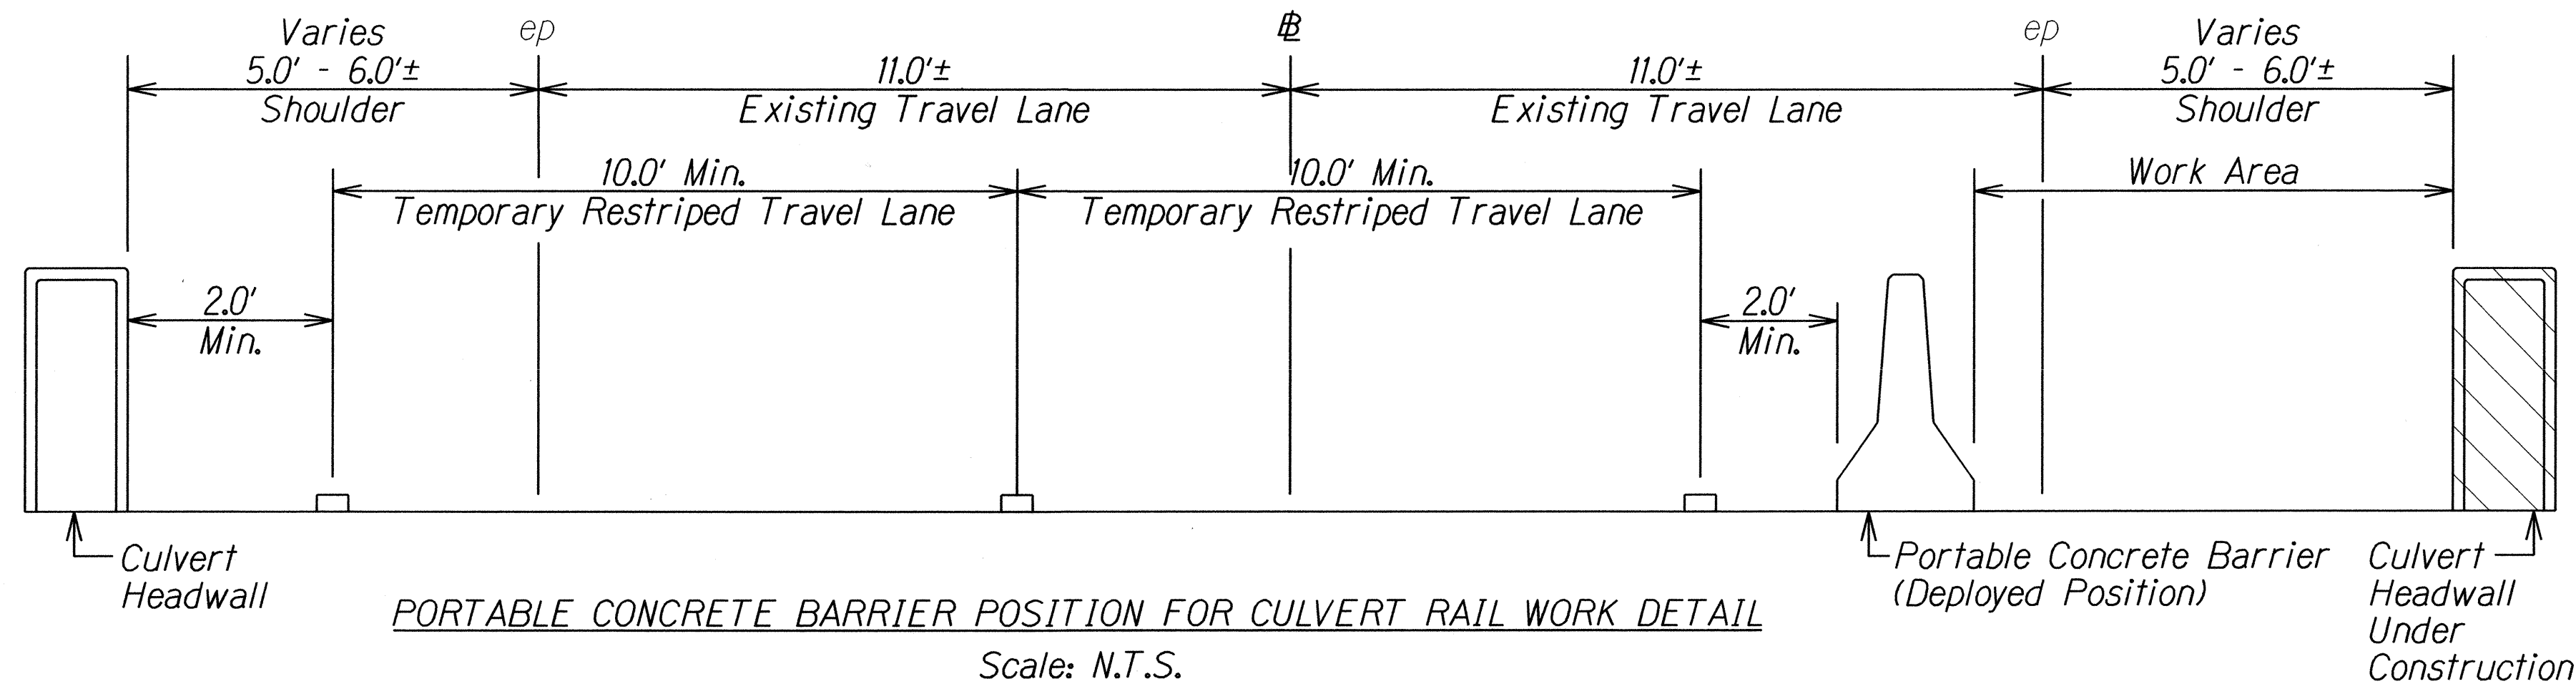 Varies
5.0' - 6.0'±
Shoulder
ep
11.0'±
Existing Travel Lane
BL
11.0'±
Existing Travel Lane
ep
Varies
5.0' - 6.0'±
Shoulder
10.0' Min.
Temporary Restriped Travel Lane
10.0' Min.
Temporary Restriped Travel Lane
Work Area
2.0'
Min.
2.0'
Min.
Culvert
Headwall
Portable Concrete Barrier
(Deployed Position)
Culvert
Headwall
Under
Construction
PORTABLE CONCRETE BARRIER POSITION FOR CULVERT RAIL WORK DETAIL
Scale: N.T.S.